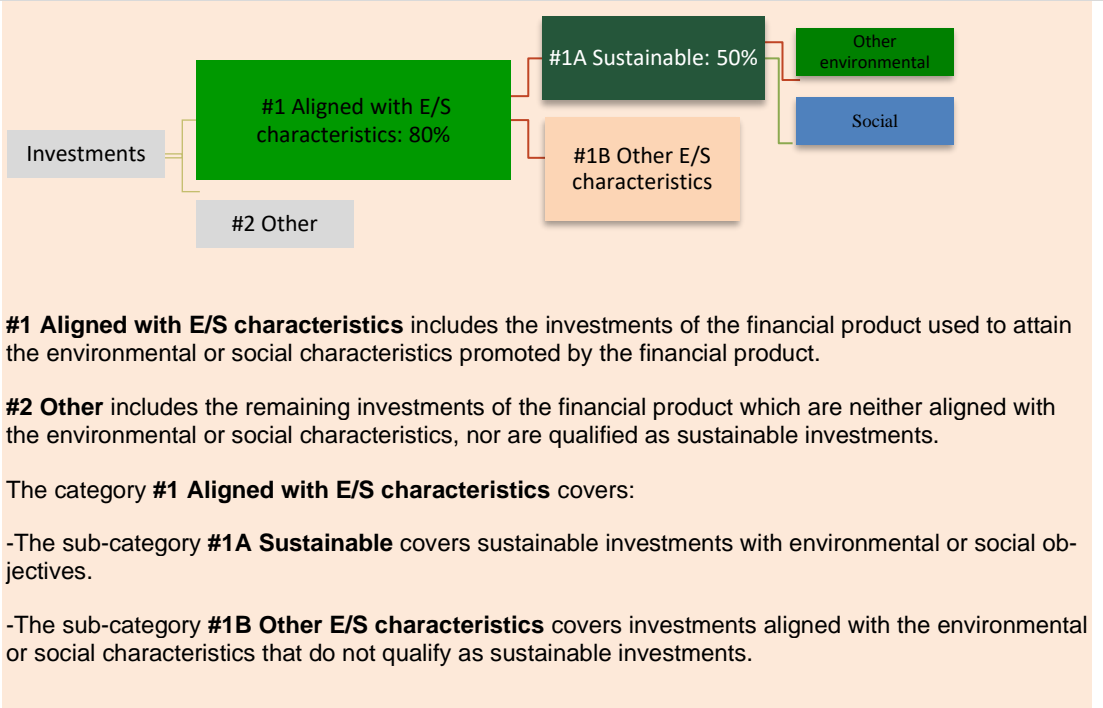 Investments
#1 Aligned with E/S
characteristics: 80%
#2 Other
#1A Sustainable: 50%
#1B Other E/S
characteristics
Other
environmental
Social
#1 Aligned with E/S characteristics includes the investments of the financial product used to attain
the environmental or social characteristics promoted by the financial product.
#2 Other includes the remaining investments of the financial product which are neither aligned with
the environmental or social characteristics, nor are qualified as sustainable investments.
The category #1 Aligned with E/S characteristics covers:
-The sub-category #1A Sustainable covers sustainable investments with environmental or social ob-
jectives.
-The sub-category #1B Other E/S characteristics covers investments aligned with the environmental
or social characteristics that do not qualify as sustainable investments.